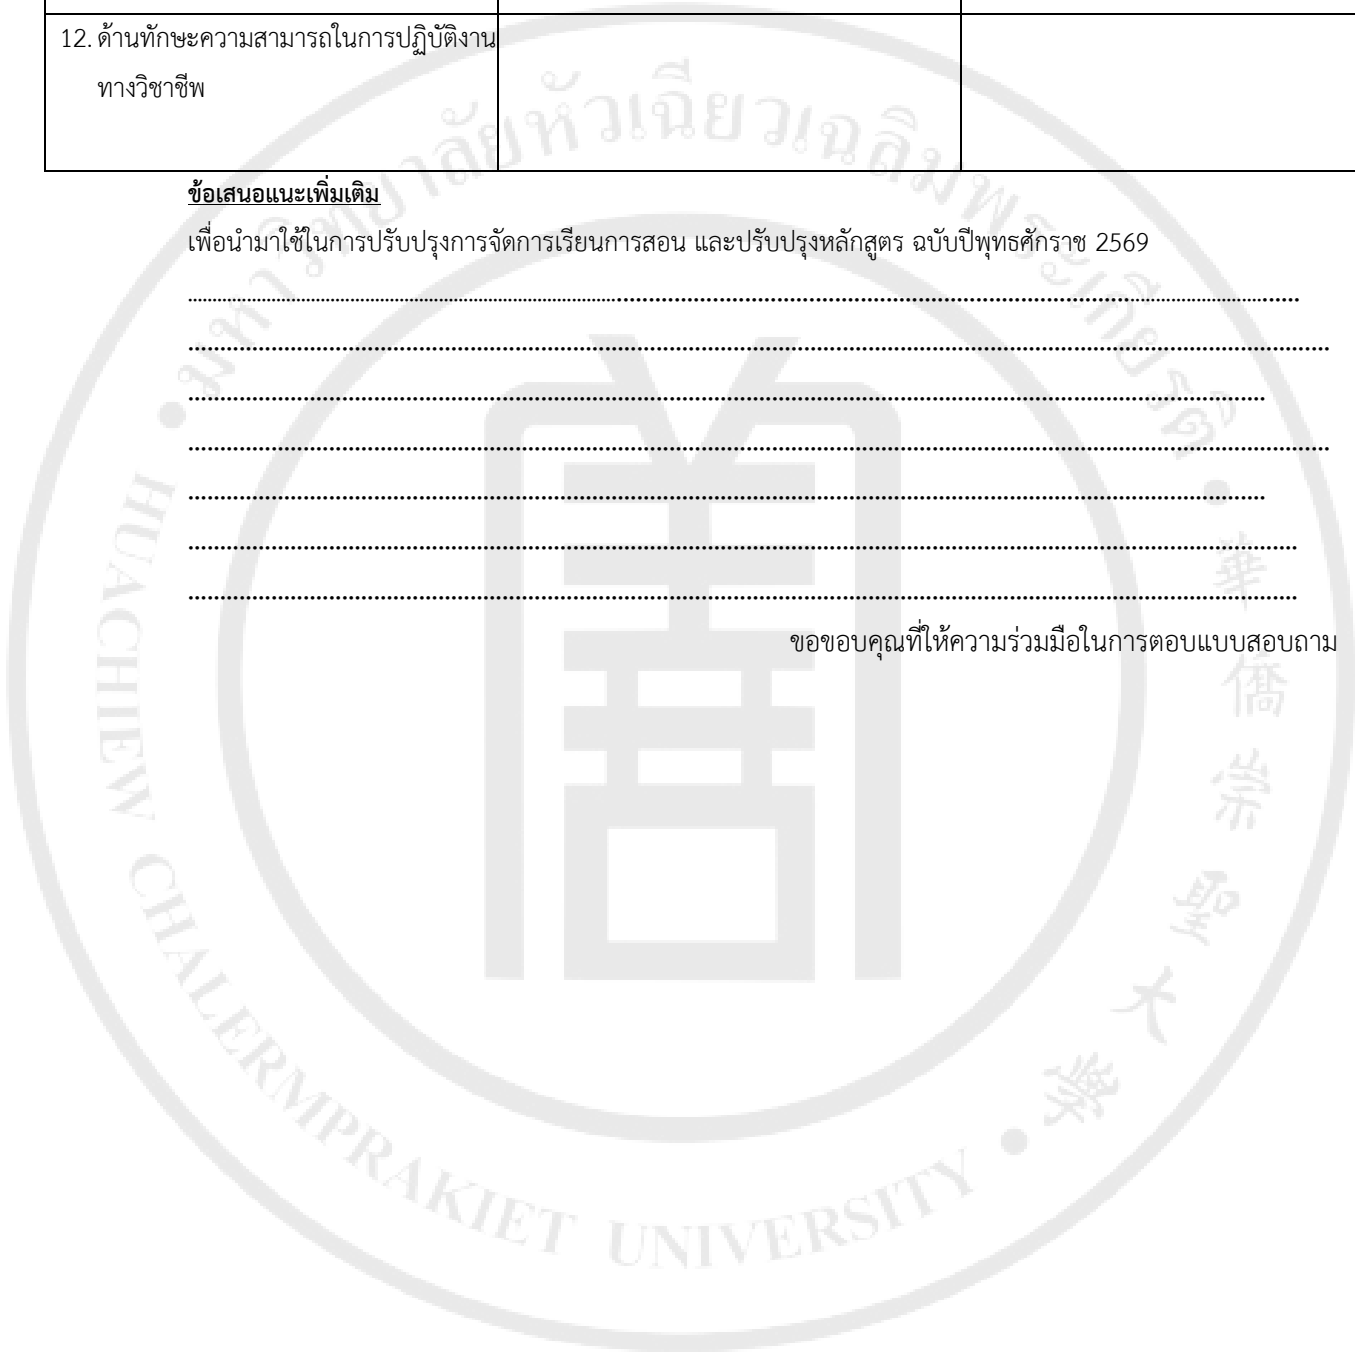 12. ด้านทักษะความสามารถในการปฏิบัติงาน
ทางวิชาชีพ
ข้อเสนอแนะเพิ่มเติม
เพื่อนำมาใช้ในการปรับปรุงการจัดการเรียนการสอน และปรับปรุงหลักสูตร ฉบับปีพุทธศักราช 2569
ขอขอบคุณที่ให้ความร่วมมือในการตอบแบบสอบถาม
มหาวิทยาลัยหัวเฉียวเฉลิมพระเกียรติ
華僑崇聖大學
HUACHIEW CHALERMPRAKIET UNIVERSITY